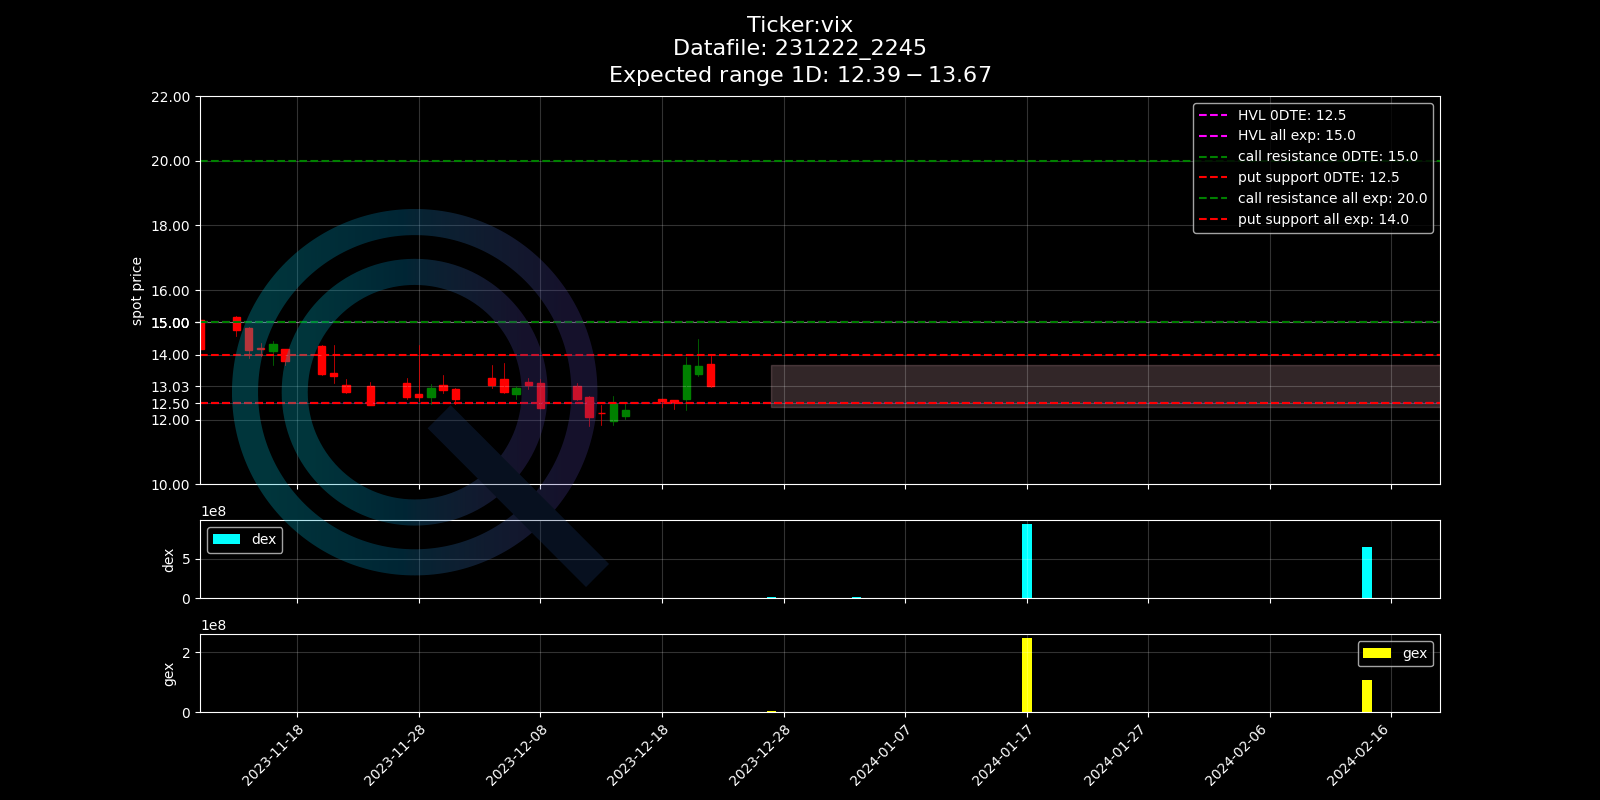 Ticker:vix
Datafile: 231222_2245
Expected range 1D: 12.39 − 13.67
HVL 0DTE: 12.5
HVL all exp: 15.0
call resistance 0DTE: 15.0
put support 0DTE: 12.5
call resistance all exp: 20.0
put support all exp: 14.0
spot price
22.00
20.00
18.00
16.00
15.00
14.00
13.03
12.50
12.00
10.00
1e8
dex
dex
5
0
1e8
gex
gex
2
0
2023-11-18
2023-11-28
2023-12-08
2023-12-18
2023-12-28
2024-01-07
2024-01-17
2024-01-27
2024-02-06
2024-02-16